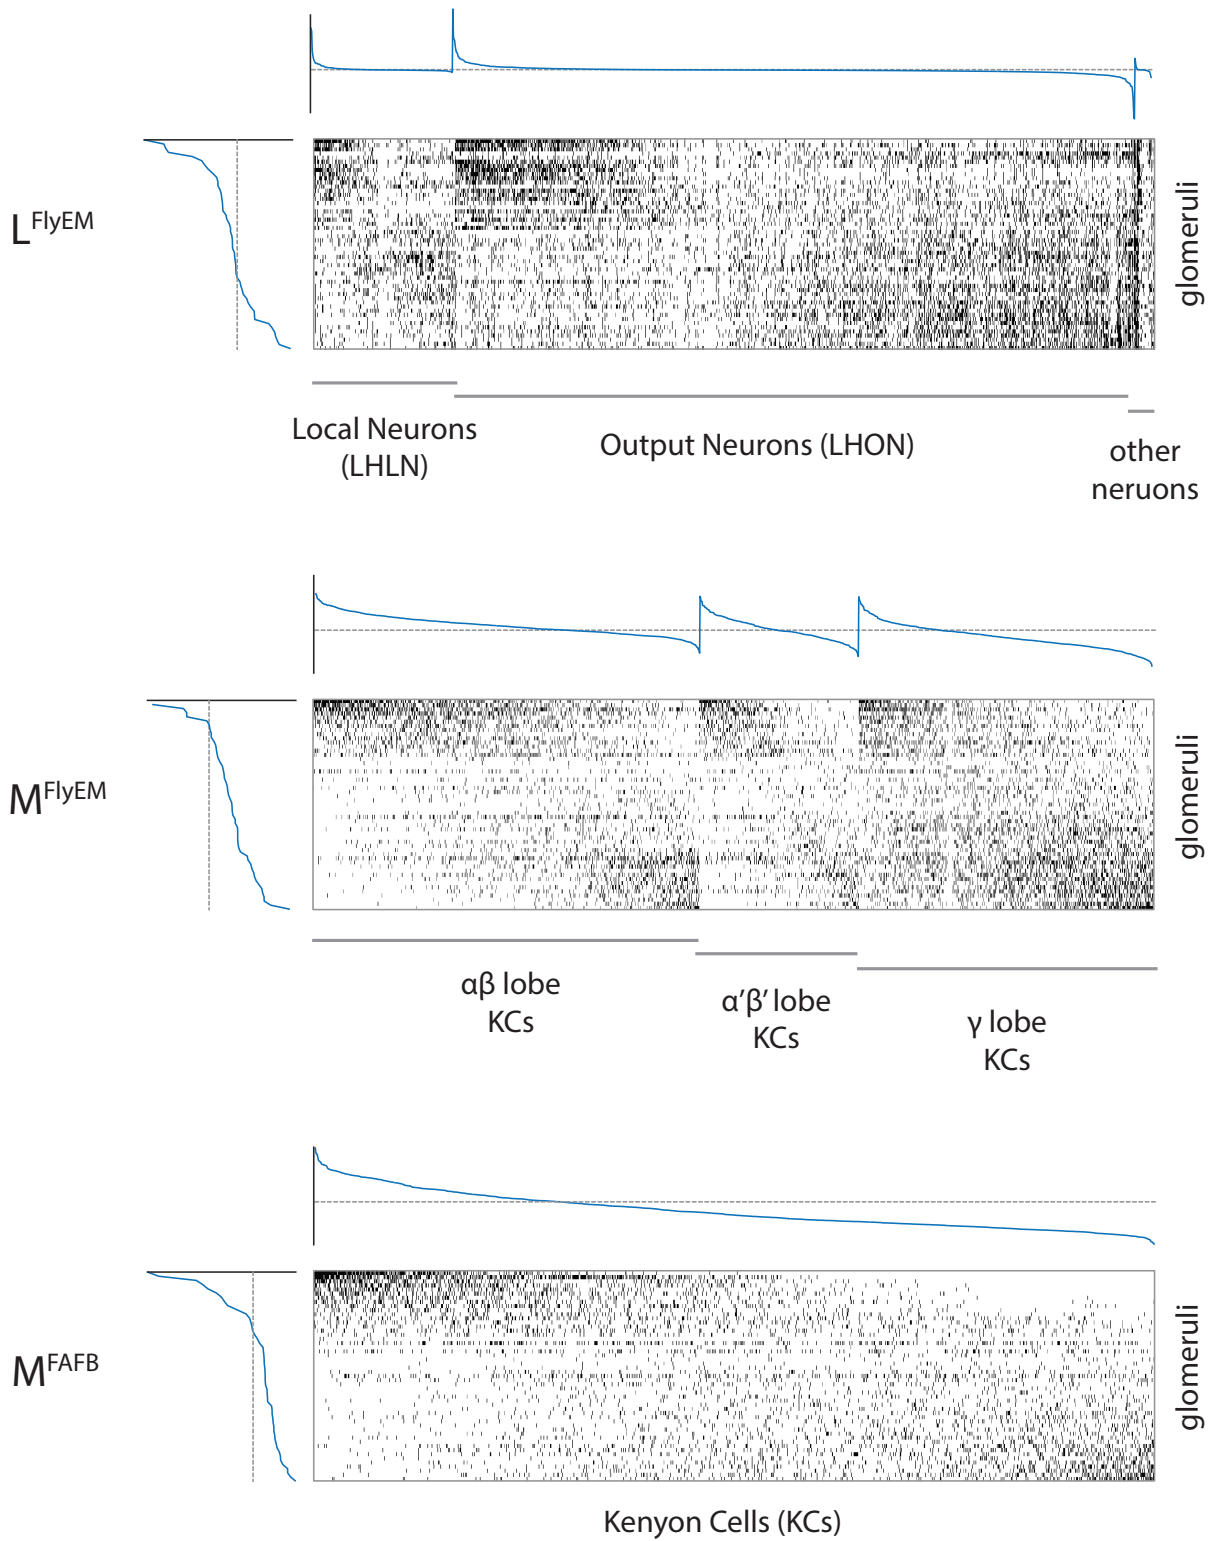 L^FlyEM
glomeruli
Local Neurons
(LHLN)
Output Neurons (LHON)
other
neruons
M^FlyEM
glomeruli
αβ lobe
KCs
α'β' lobe
KCs
γ lobe
KCs
M^FAFB
glomeruli
Kenyon Cells (KCs)